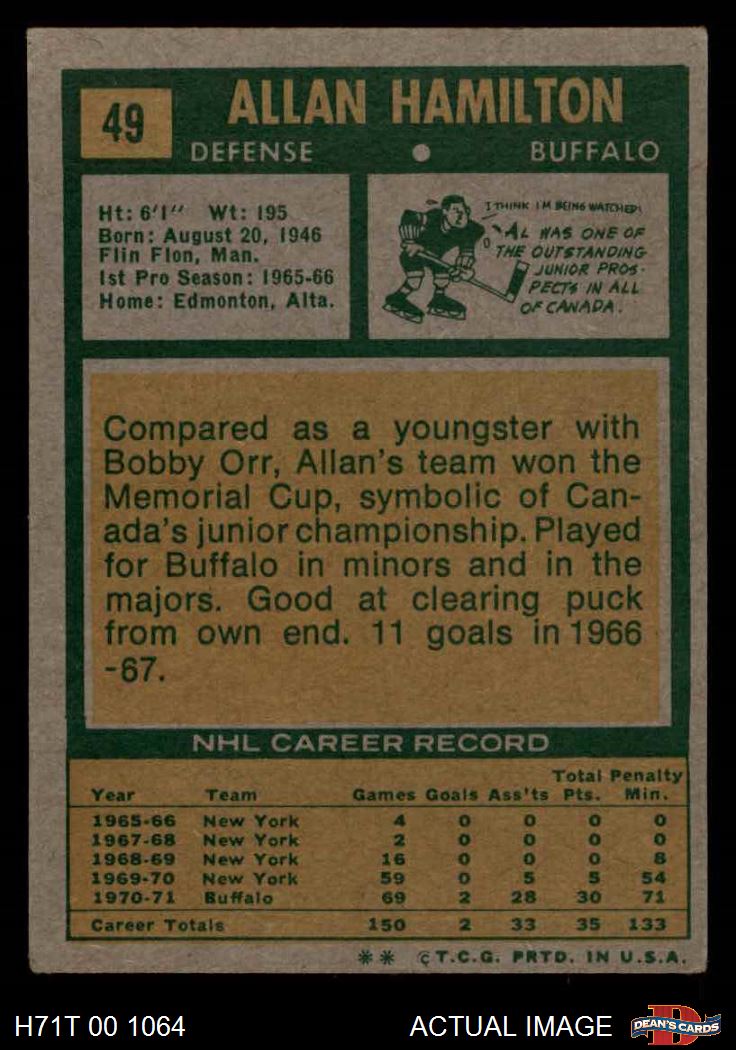 49
ALLAN HAMILTON
DEFENSE • BUFFALO
Ht: 6'1" Wt: 195
Born: August 20, 1946
Flin Flon, Man.
1st Pro Season: 1965-66
Home: Edmonton, Alta.
I THINK I'M BEING WATCHED!
AL WAS ONE OF
THE OUTSTANDING
JUNIOR PROS-
PECTS IN ALL
OF CANADA.
Compared as a youngster with
Bobby Orr, Allan's team won the
Memorial Cup, symbolic of Can-
ada's junior championship. Played
for Buffalo in minors and in the
majors. Good at clearing puck
from own end. 11 goals in 1966
-67.
NHL CAREER RECORD
Year Team Games Goals Ass'ts Total Pts. Penalty Min.
1965-66 New York 4 0 0 0 0
1967-68 New York 2 0 0 0 0
1968-69 New York 16 0 0 0 8
1969-70 New York 59 0 5 5 54
1970-71 Buffalo 69 2 28 30 71
Career Totals 150 2 33 35 133
** © T.C.G. PRTD. IN U.S.A.
H71T 00 1064 ACTUAL IMAGE DEAN'S CARDS